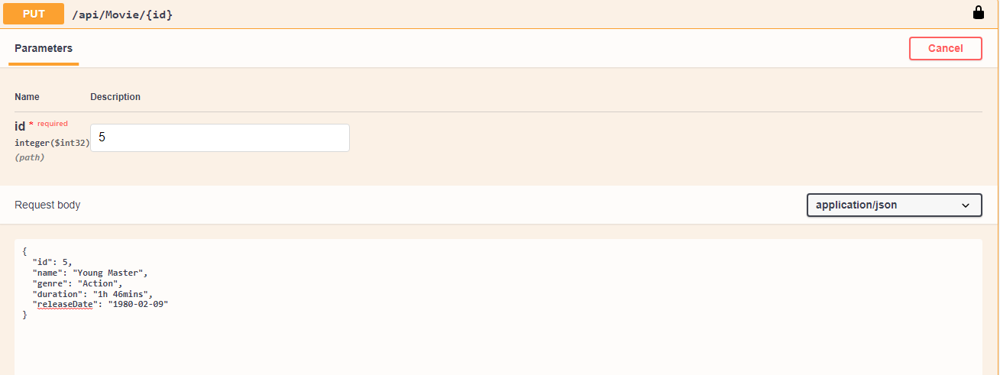 PUT /api/Movie/{id}
Parameters
Cancel
Name Description
id * required
integer($int32)
(path)
5
Request body
application/json
{
  "id": 5,
  "name": "Young Master",
  "genre": "Action",
  "duration": "1h 46mins",
  "releaseDate": "1980-02-09"
}